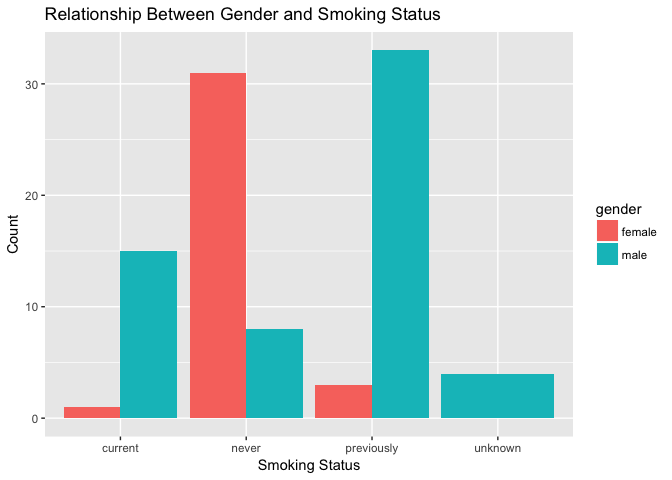 Relationship Between Gender and Smoking Status
30
20
10
0
Count
current never previously unknown
Smoking Status
gender
female
male